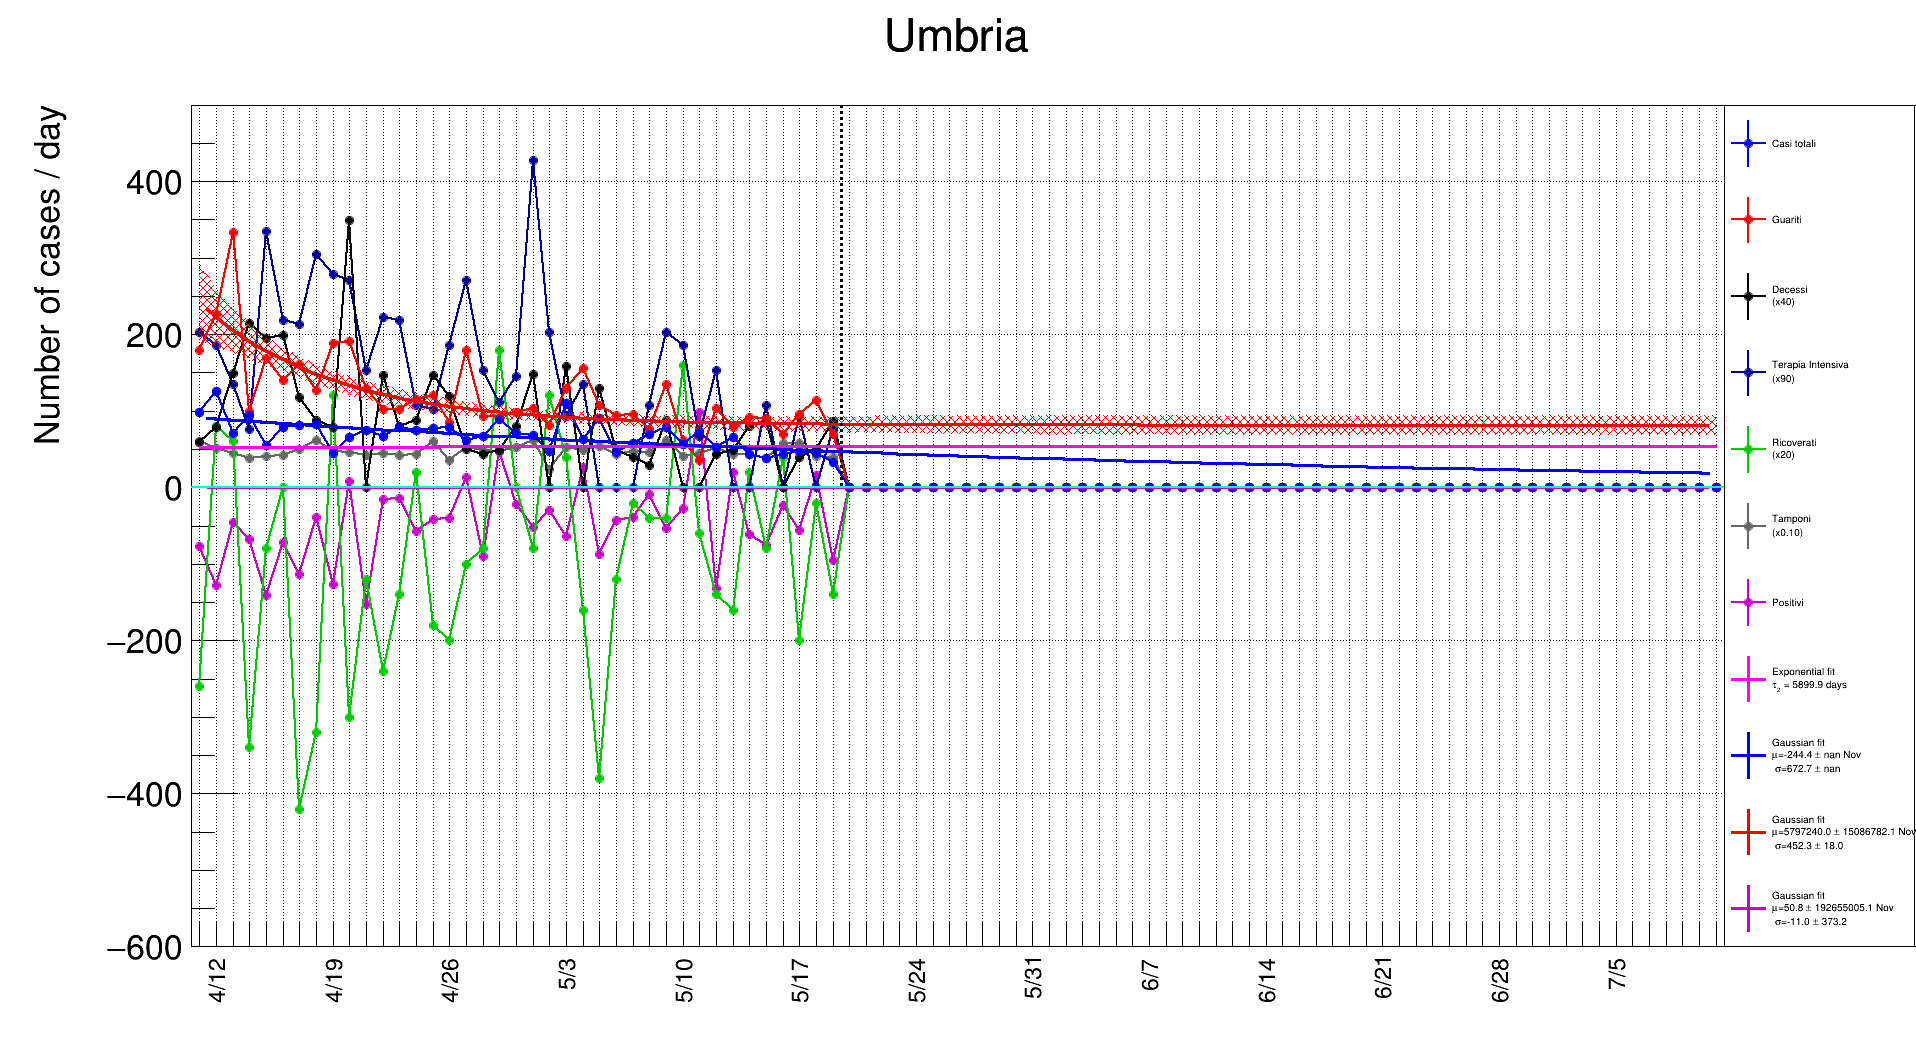 Umbria
Number of cases / day
400
200
0
−200
−400
−600
4/12
4/19
4/26
5/3
5/10
5/17
5/24
5/31
6/7
6/14
6/21
6/28
7/5
Casi totali
Guariti
Decessi
(x40)
Terapia Intensiva
(x90)
Ricoverati
(x20)
Tamponi
(x0.10)
Positivi
Exponential fit
τ2 = 5899.9 days
Gaussian fit
μ=-244.4 ± nan Nov
σ=672.7 ± nan
Gaussian fit
μ=5797240.0 ± 15086782.1 Nov
σ=452.3 ± 18.0
Gaussian fit
μ=50.8 ± 192655005.1 Nov
σ=-11.0 ± 373.2